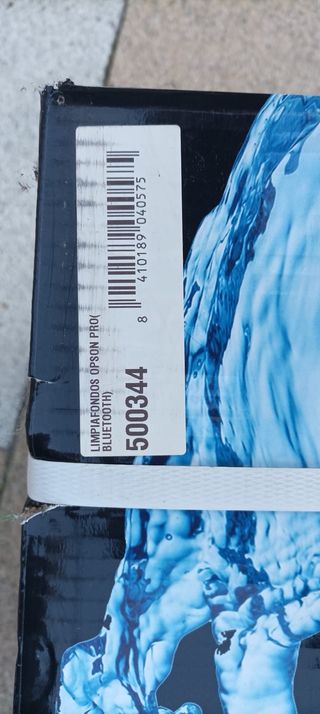 LIMPIAFONDOS OPSON PRO(
BLUETOOTH)
500344
8 410189 040575